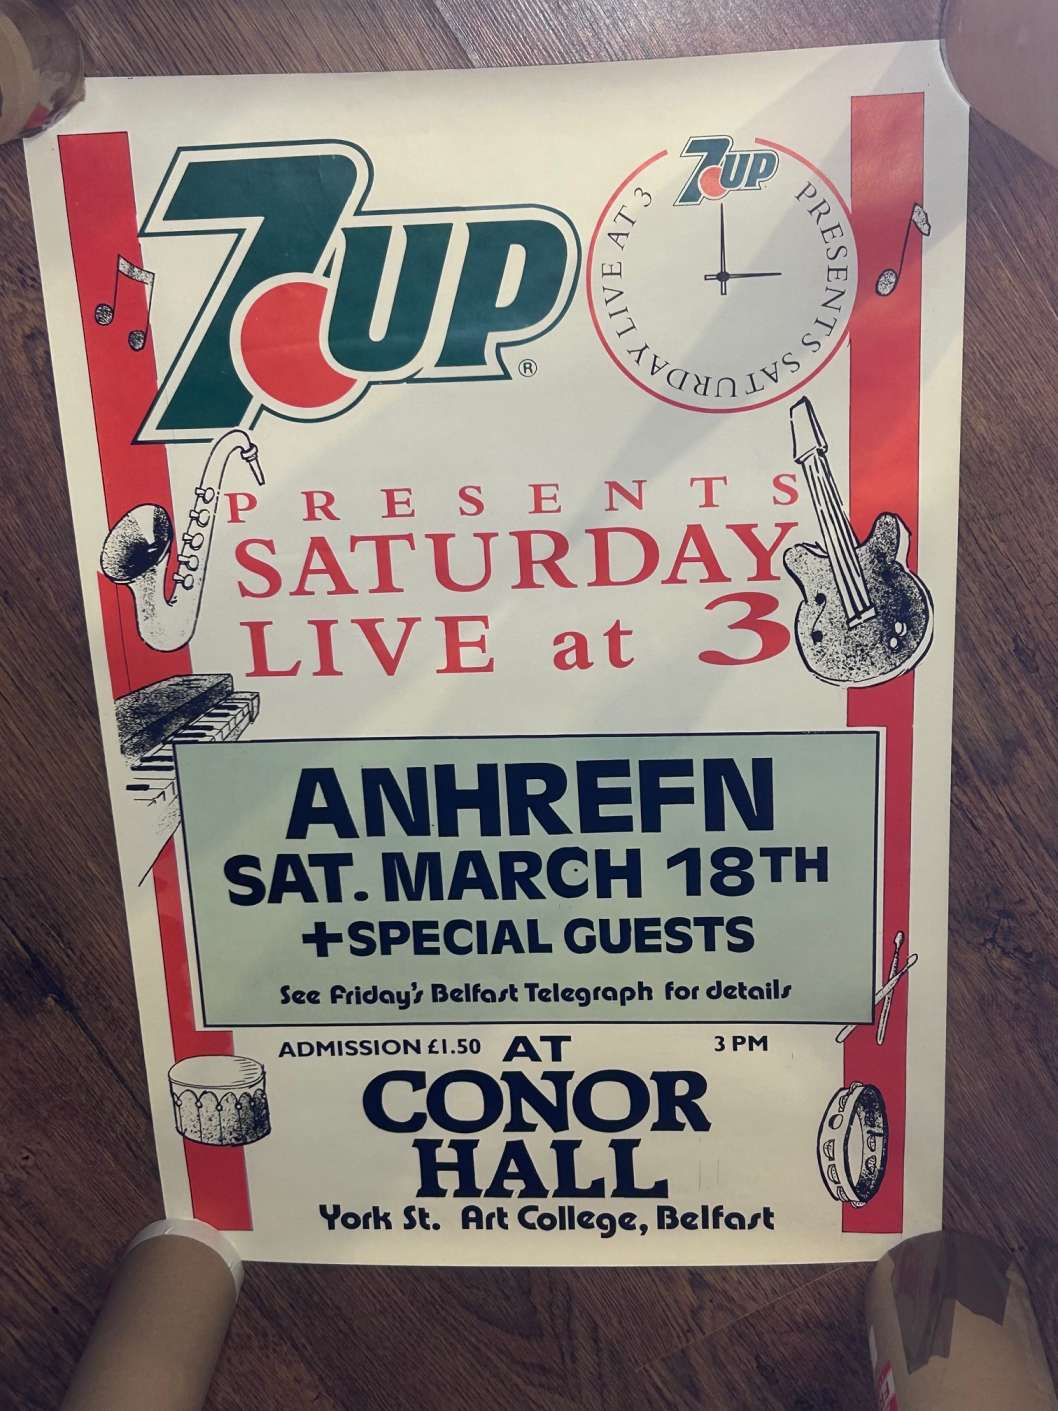 7UP®
7UP PRESENTS SATURDAY LIVE AT 3
PRESENTS
SATURDAY
LIVE at 3
ANHREFN
SAT. MARCH 18TH
+SPECIAL GUESTS
See Friday's Belfast Telegraph for details
ADMISSION £1.50 AT 3 PM
CONOR
HALL
York St. Art College, Belfast